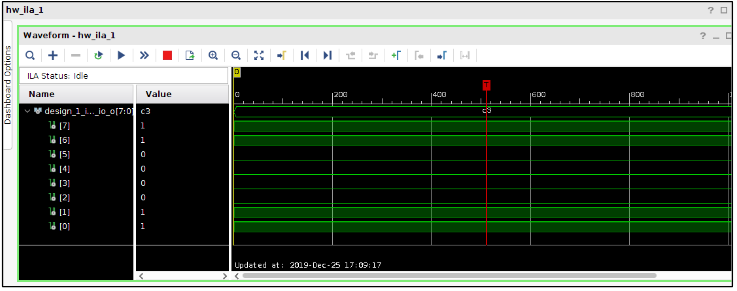 hw_ila_1
Dashboard Options
Waveform - hw_ila_1
ILA Status: Idle
Name Value
0 200 400 600 800
design_1_i..._io_o[7:0] c3 c3
[7] 1
[6] 1
[5] 0
[4] 0
[3] 0
[2] 0
[1] 1
[0] 1
Updated at: 2019-Dec-25 17:09:17